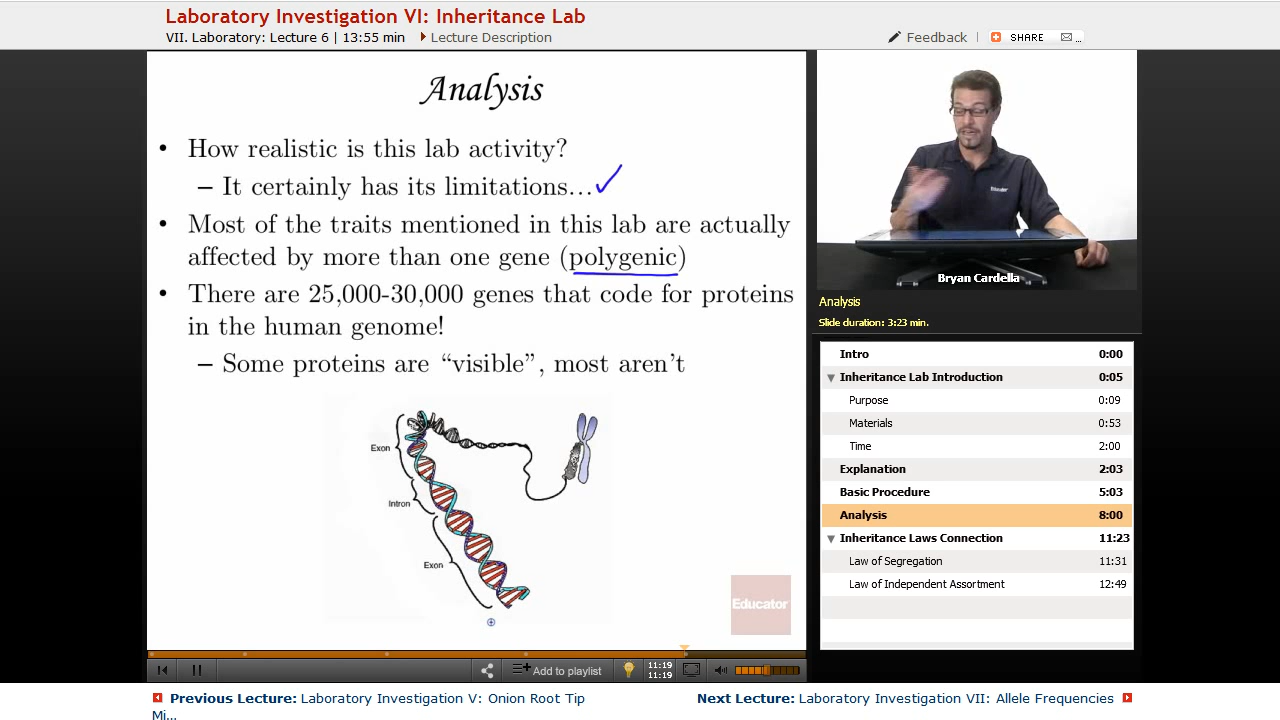 Laboratory Investigation VI: Inheritance Lab
VII. Laboratory: Lecture 6 | 13:55 min
Lecture Description
Feedback
SHARE
Analysis
• How realistic is this lab activity?
– It certainly has its limitations…
• Most of the traits mentioned in this lab are actually
affected by more than one gene (polygenic)
• There are 25,000-30,000 genes that code for proteins
in the human genome!
– Some proteins are “visible”, most aren’t
Exon
Intron
Exon
Educator
Educator
Bryan Cardella
Analysis
Slide duration: 3:23 min.
Intro 0:00
Inheritance Lab Introduction 0:05
Purpose 0:09
Materials 0:53
Time 2:00
Explanation 2:03
Basic Procedure 5:03
Analysis 8:00
Inheritance Laws Connection 11:23
Law of Segregation 11:31
Law of Independent Assortment 12:49
Add to playlist
11:19
11:19
Previous Lecture: Laboratory Investigation V: Onion Root Tip
Mi...
Next Lecture: Laboratory Investigation VII: Allele Frequencies